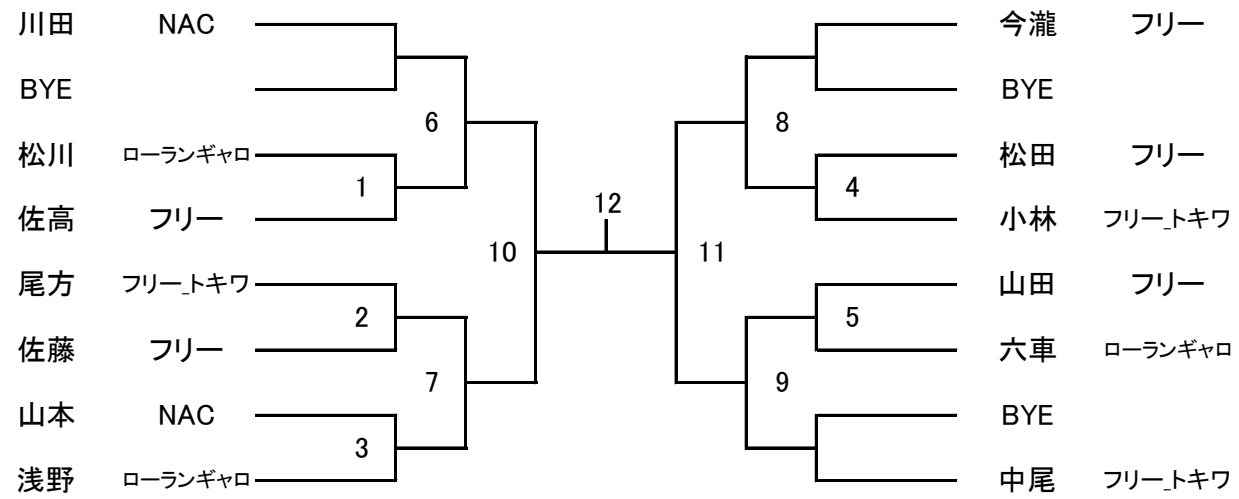 川田 NAC 今瀧 フリー
BYE BYE
6 8
松川 ローランギャロ 松田 フリー
1 4
佐高 フリー 12 小林 フリー_トキワ
10 11
尾方 フリー_トキワ 山田 フリー
2 5
佐藤 フリー 六車 ローランギャロ
7 9
山本 NAC BYE
3
浅野 ローランギャロ 中尾 フリー_トキワ